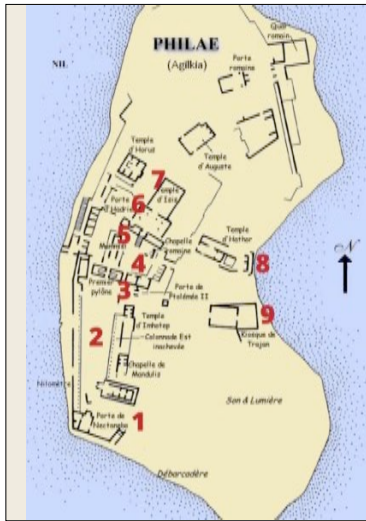 PHILAE
(Agilkia)
NIL
Quai
romain
Porte
romaine
Temple
d'Auguste
Temple
d'Horus
7
Temple
d'Isis
6
Porte
d'Hadrien
5
Mammisi
Chapelle
romaine
Temple
d'Hathor
8
4
N
Premier
pylône
3
Porte de
Ptolémée II
9
Kiosque de
Trajan
2
Temple
d'Imhotep
Colonnade Est
inachevée
Chapelle de
Mandulis
Nilomètre
Porte de
Nectanebo
1
Son & Lumière
Débarcadère